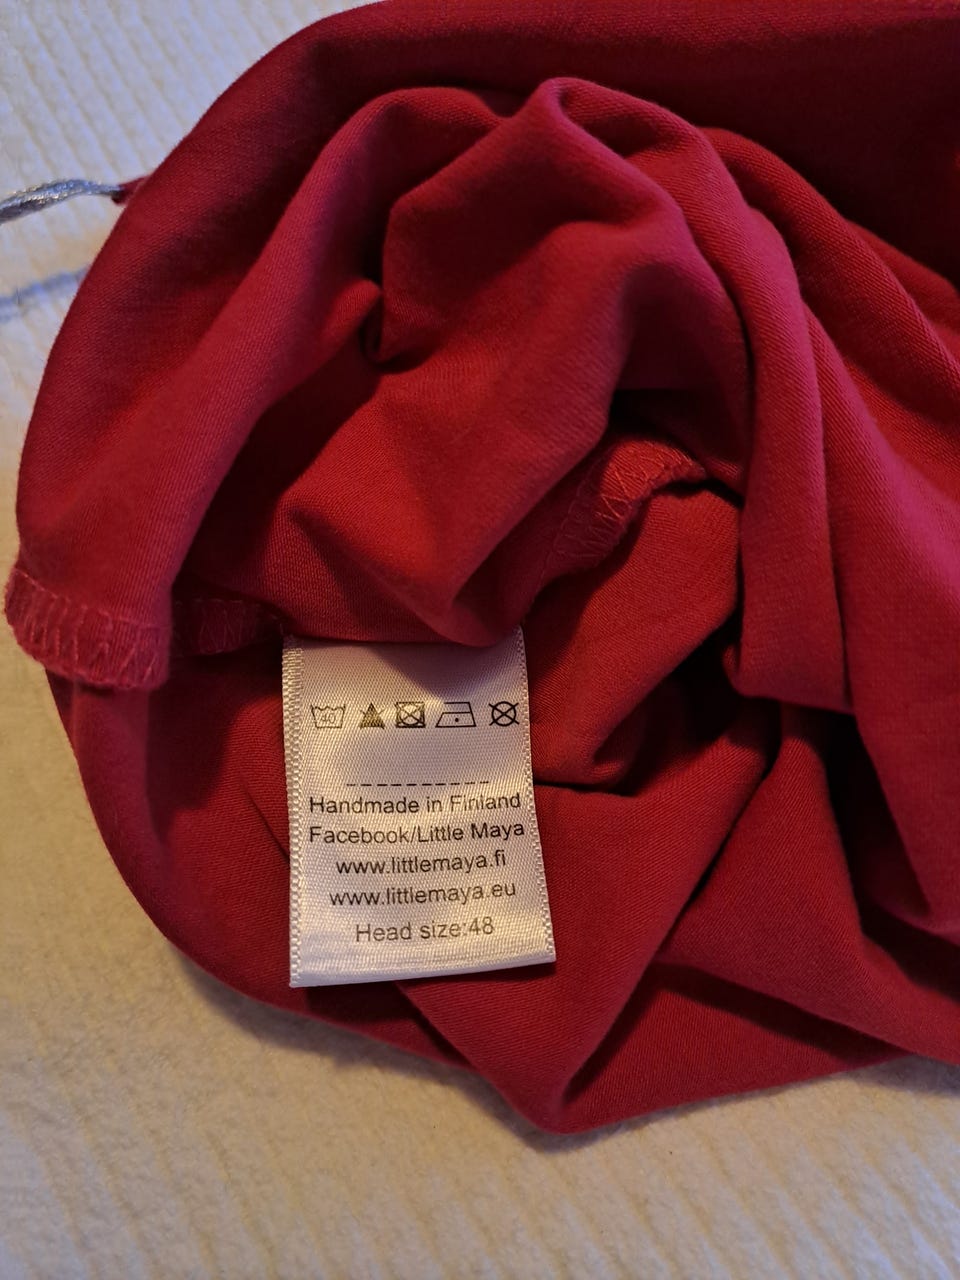 40
Handmade in Finland
Facebook/Little Maya
www.littlemaya.fi
www.littlemaya.eu
Head size:48